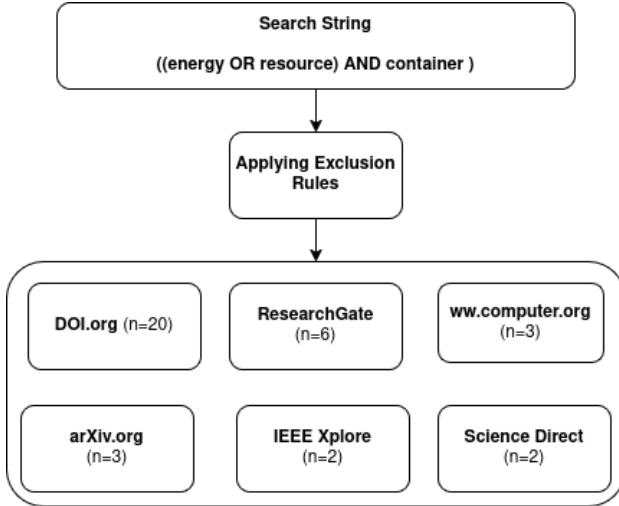 Search String
((energy OR resource) AND container )
Applying Exclusion
Rules
DOI.org (n=20)
ResearchGate
(n=6)
ww.computer.org
(n=3)
arXiv.org
(n=3)
IEEE Xplore
(n=2)
Science Direct
(n=2)